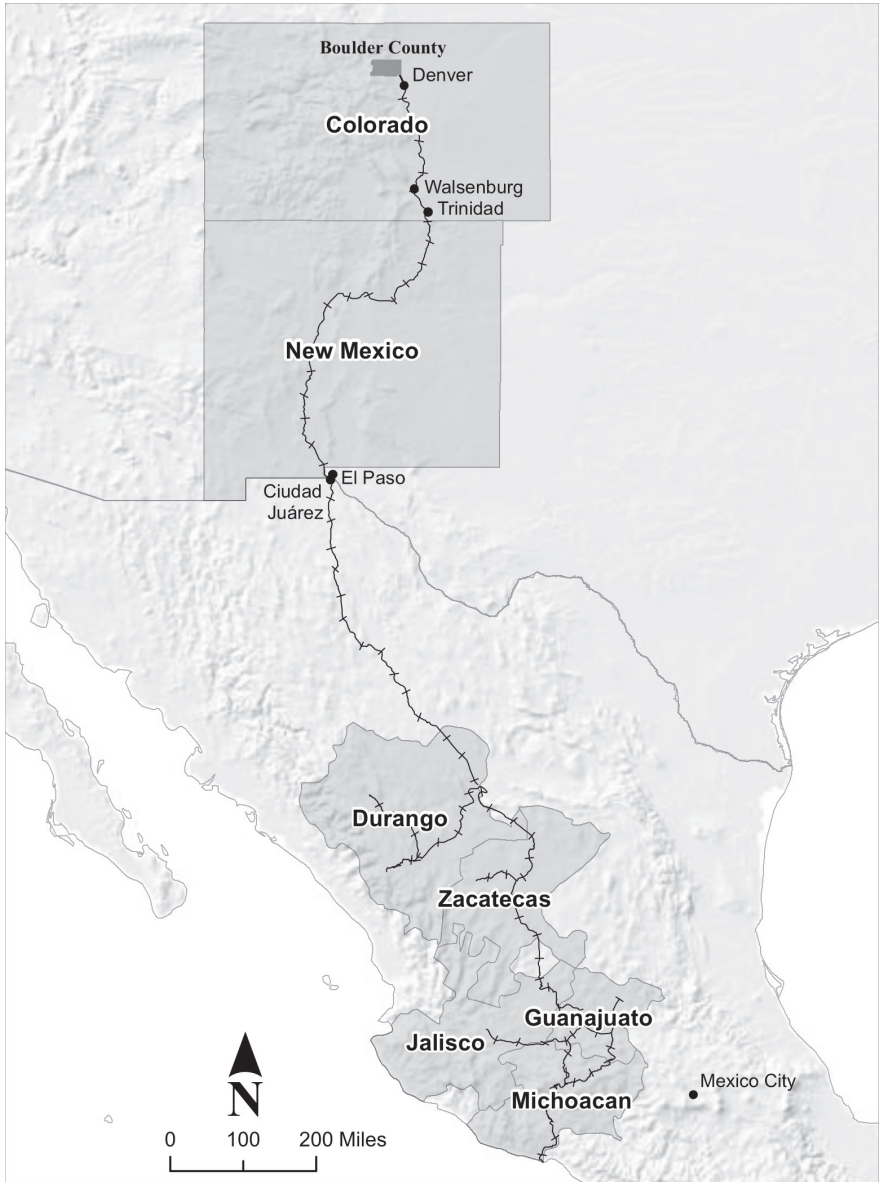 Boulder County
Denver
Colorado
Walsenburg
Trinidad
New Mexico
El Paso
Ciudad
Juárez
Durango
Zacatecas
Guanajuato
Jalisco
Mexico City
Michoacan
N
0 100 200 Miles